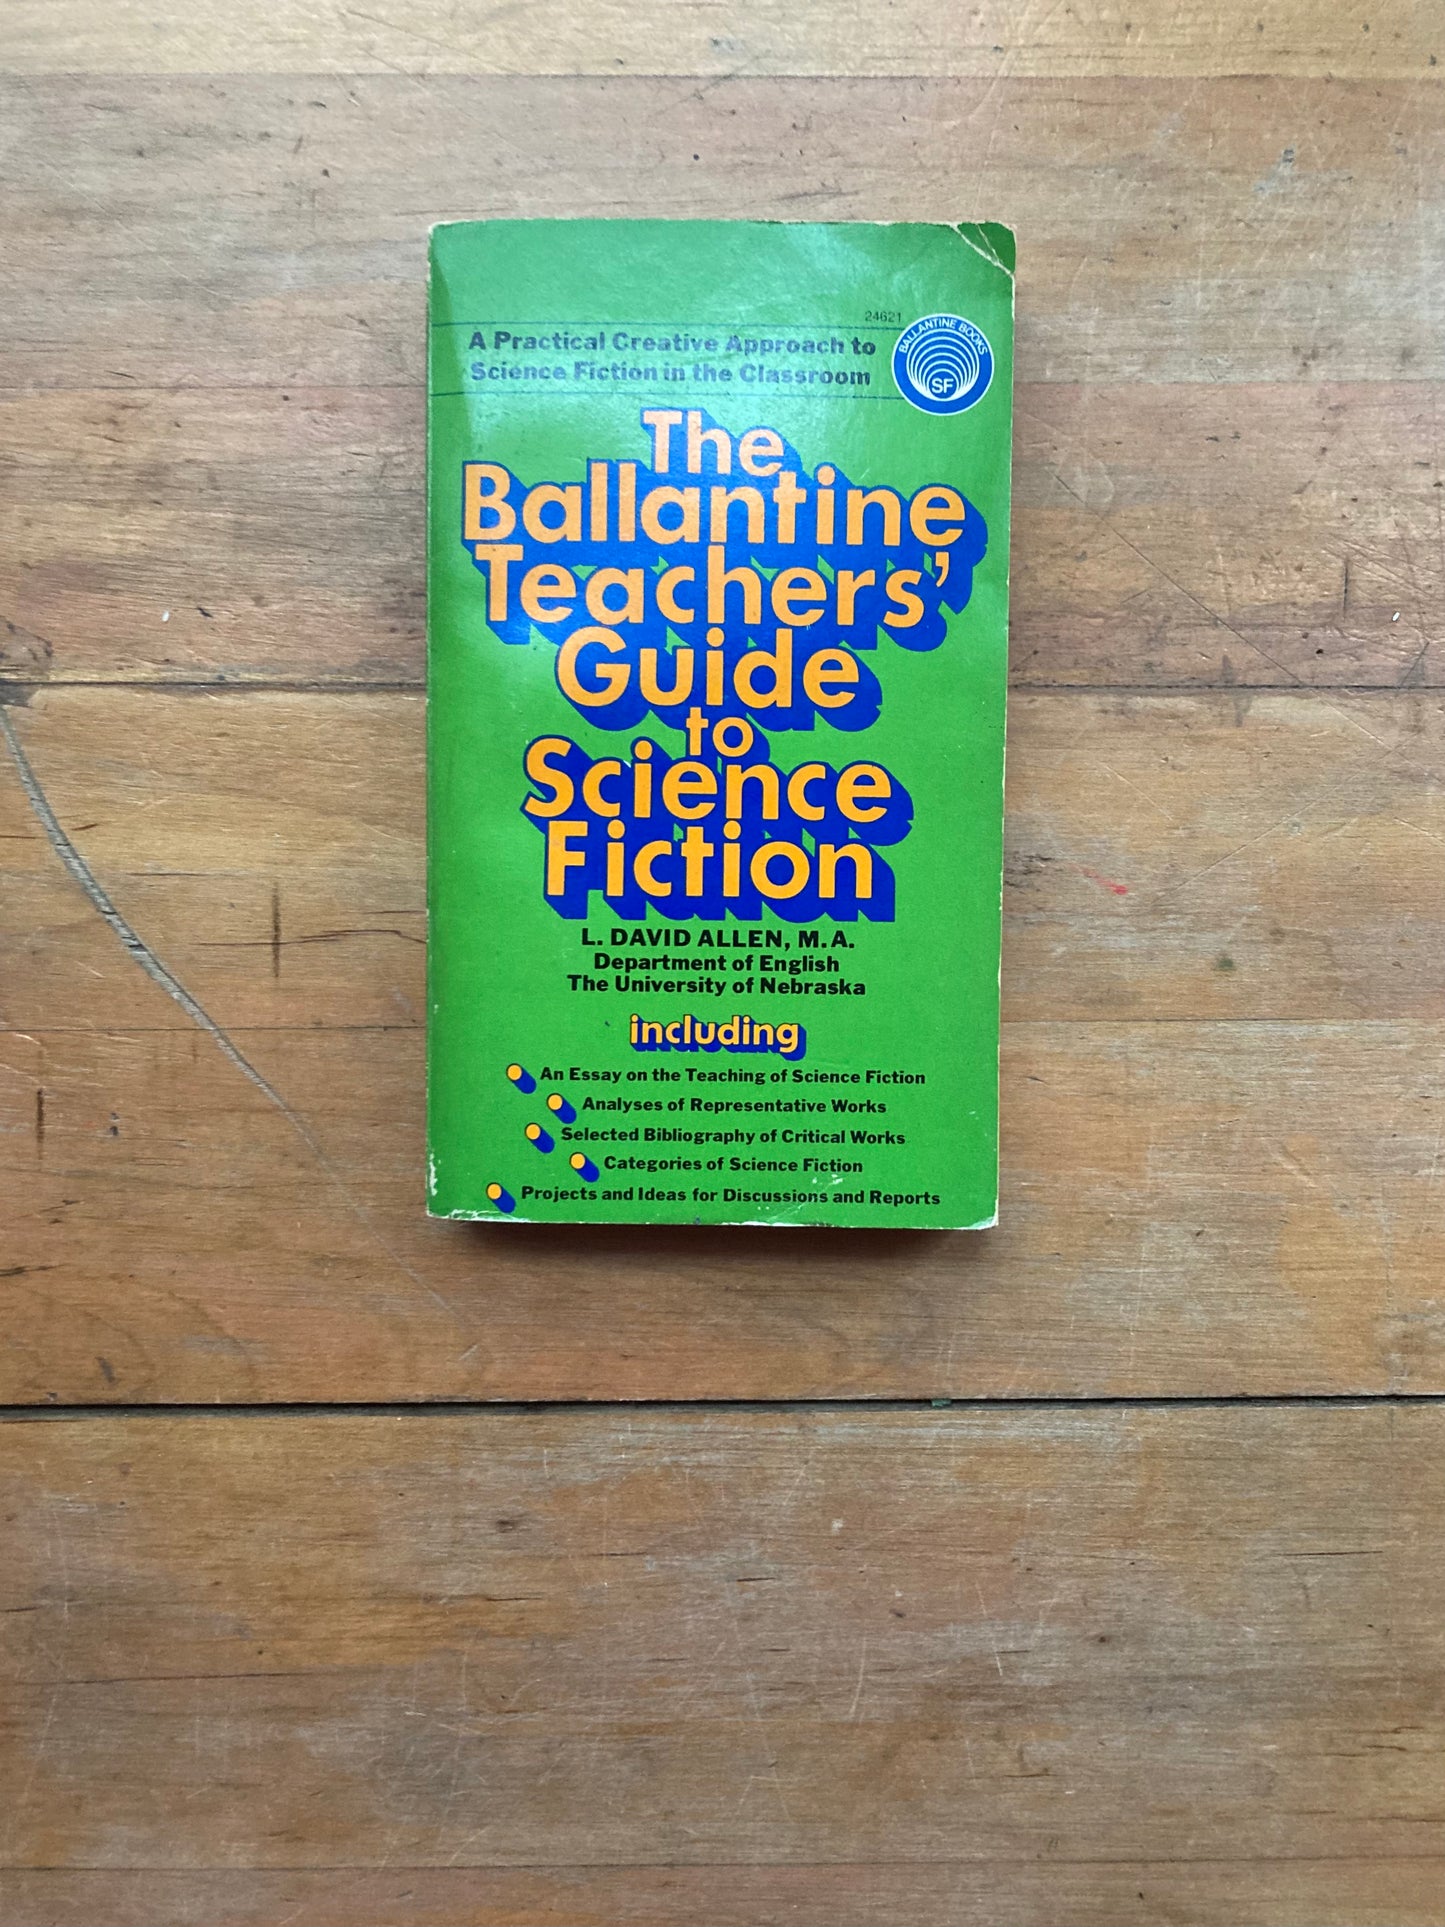 24621
BALLANTINE BOOKS
SF
A Practical Creative Approach to
Science Fiction in the Classroom
The
Ballantine
Teachers'
Guide
to
Science
Fiction
L. DAVID ALLEN, M.A.
Department of English
The University of Nebraska
including
An Essay on the Teaching of Science Fiction
Analyses of Representative Works
Selected Bibliography of Critical Works
Categories of Science Fiction
Projects and Ideas for Discussions and Reports